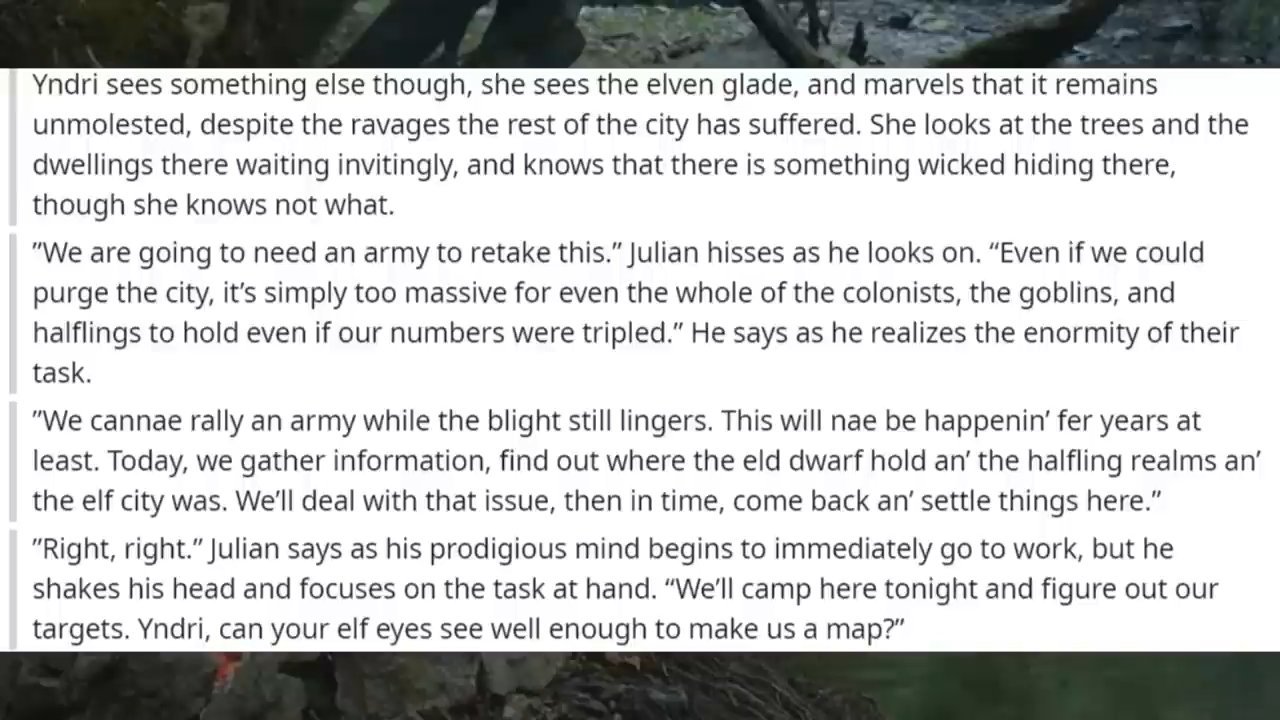 Yndri sees something else though, she sees the elven glade, and marvels that it remains
unmolested, despite the ravages the rest of the city has suffered. She looks at the trees and the
dwellings there waiting invitingly, and knows that there is something wicked hiding there,
though she knows not what.
”We are going to need an army to retake this.” Julian hisses as he looks on. “Even if we could
purge the city, it’s simply too massive for even the whole of the colonists, the goblins, and
halflings to hold even if our numbers were tripled.” He says as he realizes the enormity of their
task.
”We cannae rally an army while the blight still lingers. This will nae be happenin’ fer years at
least. Today, we gather information, find out where the eld dwarf hold an’ the halfling realms an’
the elf city was. We’ll deal with that issue, then in time, come back an’ settle things here.”
”Right, right.” Julian says as his prodigious mind begins to immediately go to work, but he
shakes his head and focuses on the task at hand. “We’ll camp here tonight and figure out our
targets. Yndri, can your elf eyes see well enough to make us a map?”